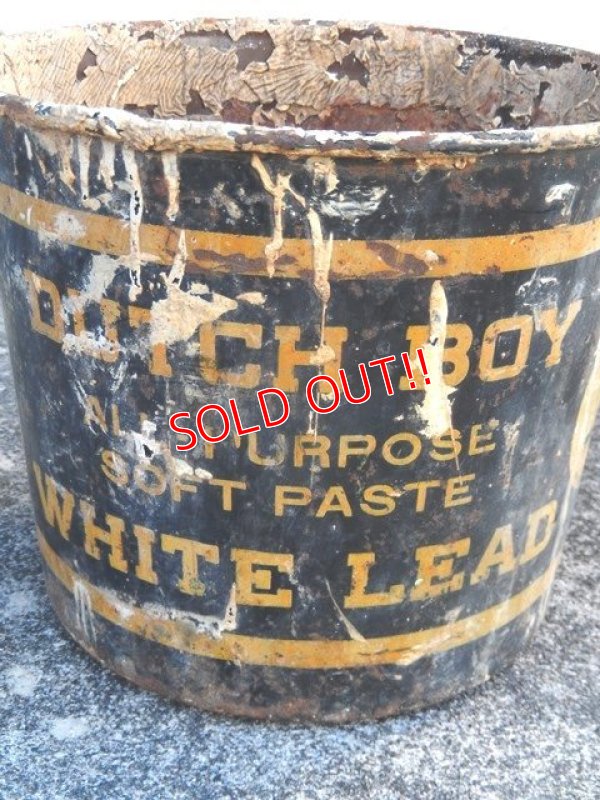 DUTCH BOY
ALL PURPOSE
SOFT PASTE
WHITE LEAD
SOLD OUT!!